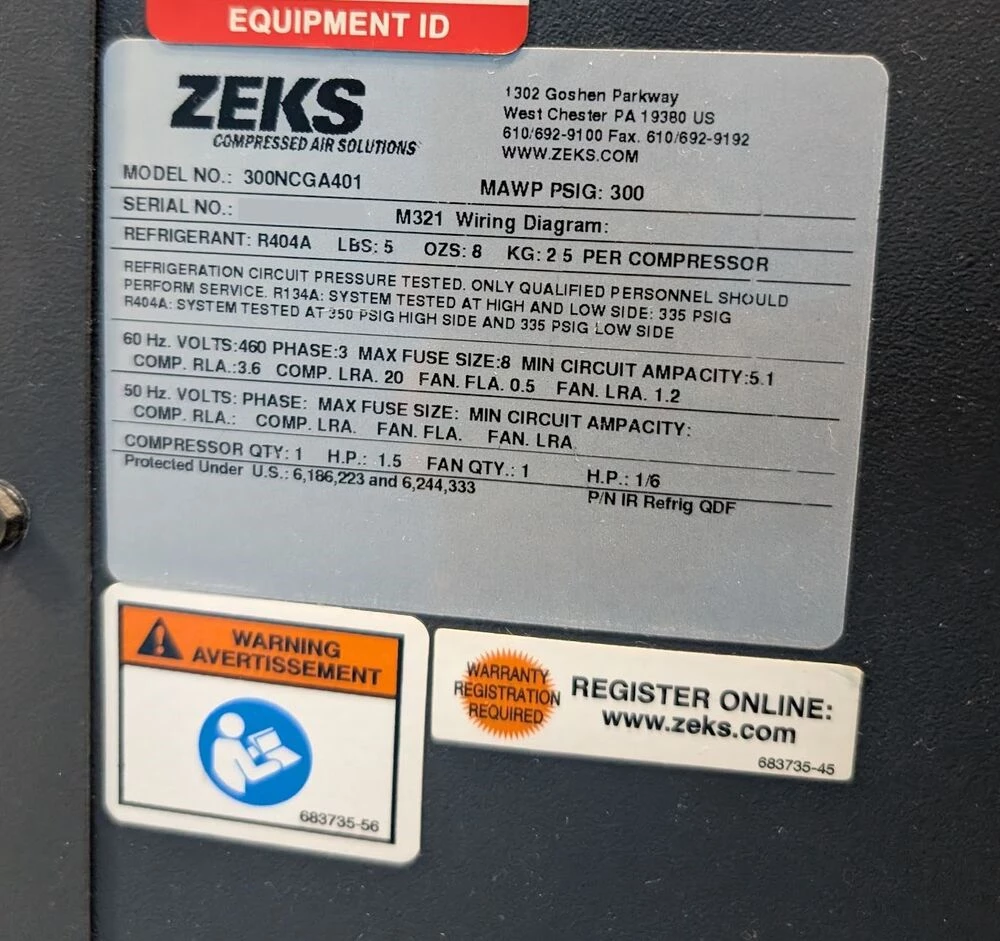 EQUIPMENT ID
ZEKS
COMPRESSED AIR SOLUTIONS
1302 Goshen Parkway
West Chester PA 19380 US
610/692-9100 Fax. 610/692-9192
WWW.ZEKS.COM
MODEL NO.: 300NCGA401 MAWP PSIG: 300
SERIAL NO.: M321 Wiring Diagram:
REFRIGERANT: R404A LBS: 5 OZS: 8 KG: 2 5 PER COMPRESSOR
REFRIGERATION CIRCUIT PRESSURE TESTED. ONLY QUALIFIED PERSONNEL SHOULD
PERFORM SERVICE. R134A: SYSTEM TESTED AT HIGH AND LOW SIDE: 335 PSIG
R404A: SYSTEM TESTED AT 350 PSIG HIGH SIDE AND 335 PSIG LOW SIDE
60 Hz. VOLTS:460 PHASE:3 MAX FUSE SIZE:8 MIN CIRCUIT AMPACITY:5.1
COMP. RLA.:3.6 COMP. LRA. 20 FAN. FLA. 0.5 FAN. LRA. 1.2
50 Hz. VOLTS: PHASE: MAX FUSE SIZE: MIN CIRCUIT AMPACITY:
COMP. RLA.: COMP. LRA. FAN. FLA. FAN. LRA
COMPRESSOR QTY: 1 H.P.: 1.5 FAN QTY.: 1 H.P.: 1/6
Protected Under U.S.: 6,186,223 and 6,244,333 P/N IR Refrig QDF
WARNING
AVERTISSEMENT
683735-56
WARRANTY
REGISTRATION
REQUIRED
REGISTER ONLINE:
www.zeks.com
683735-45